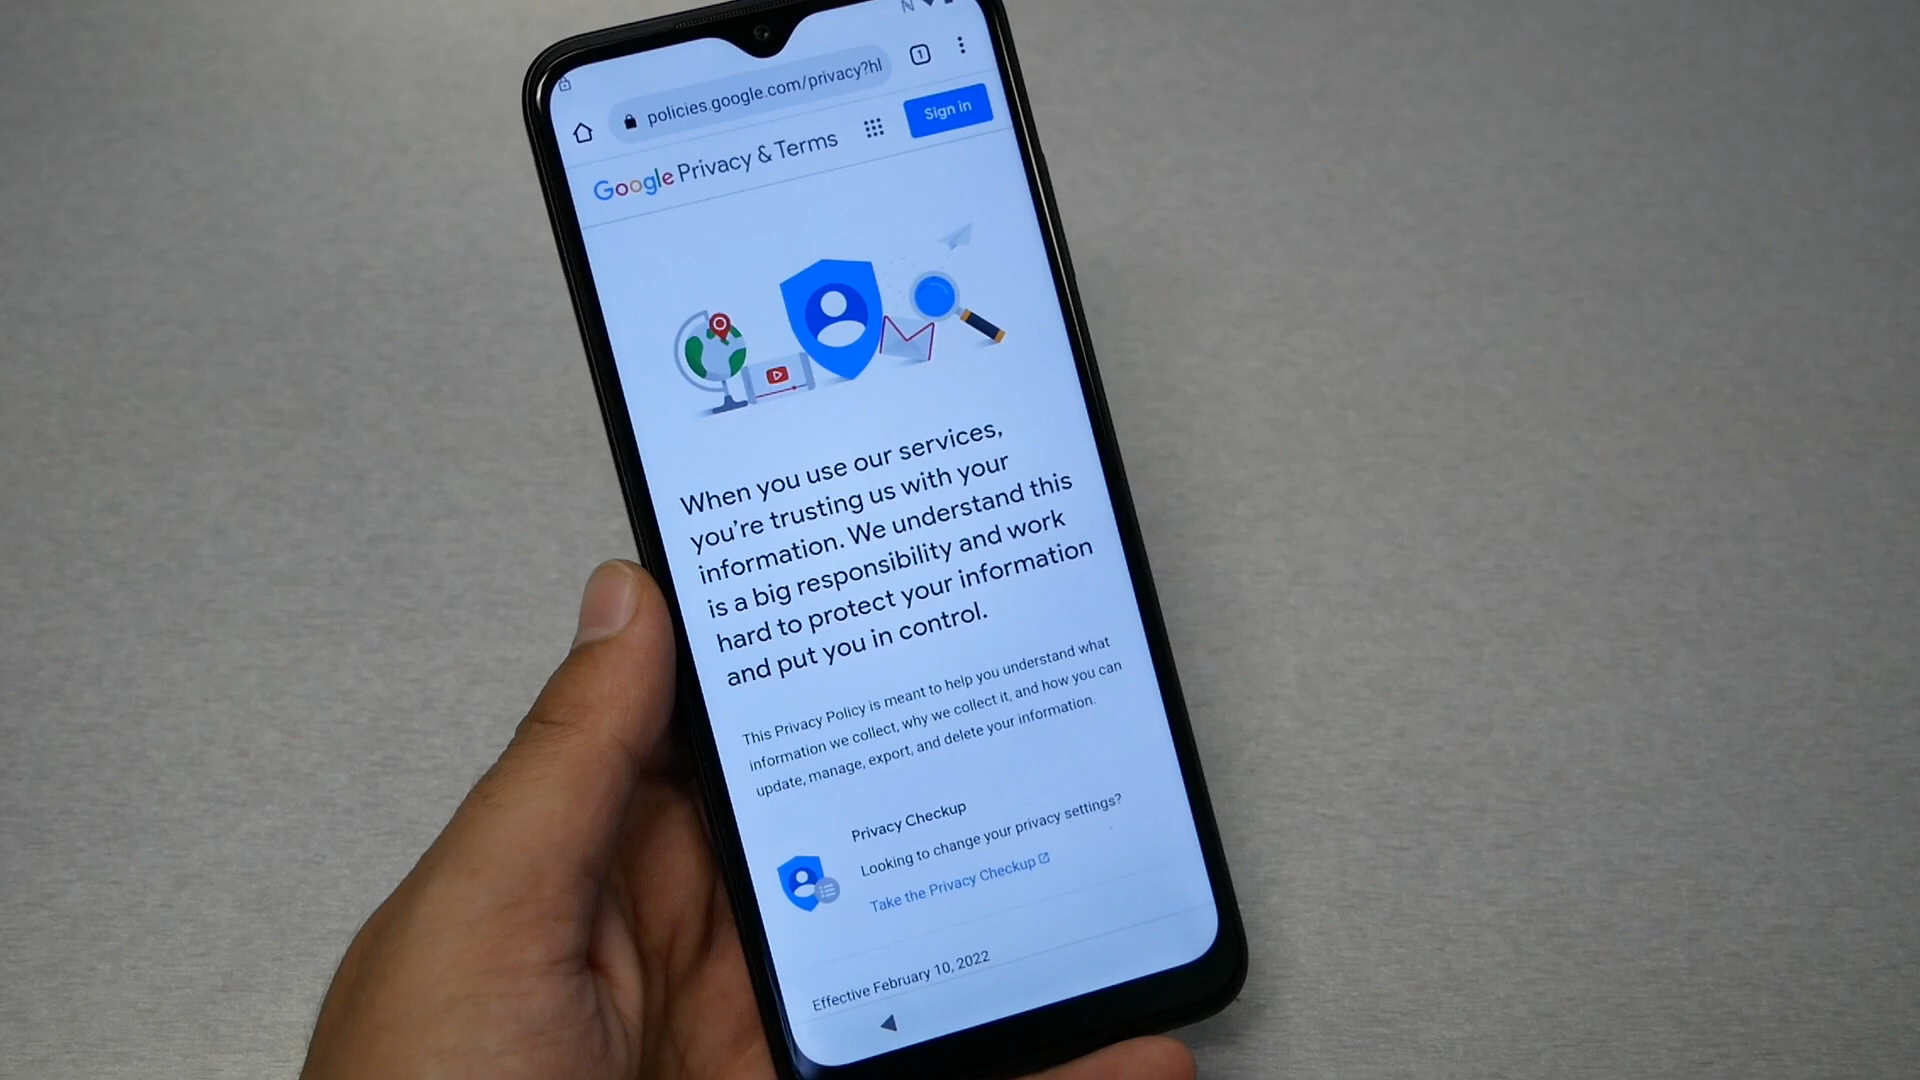 policies.google.com/privacy?hl
1
Google Privacy & Terms
Sign in
When you use our services,
you're trusting us with your
information. We understand this
is a big responsibility and work
hard to protect your information
and put you in control.
This Privacy Policy is meant to help you understand what
information we collect, why we collect it, and how you can
update, manage, export, and delete your information.
Privacy Checkup
Looking to change your privacy settings?
Take the Privacy Checkup
Effective February 10, 2022